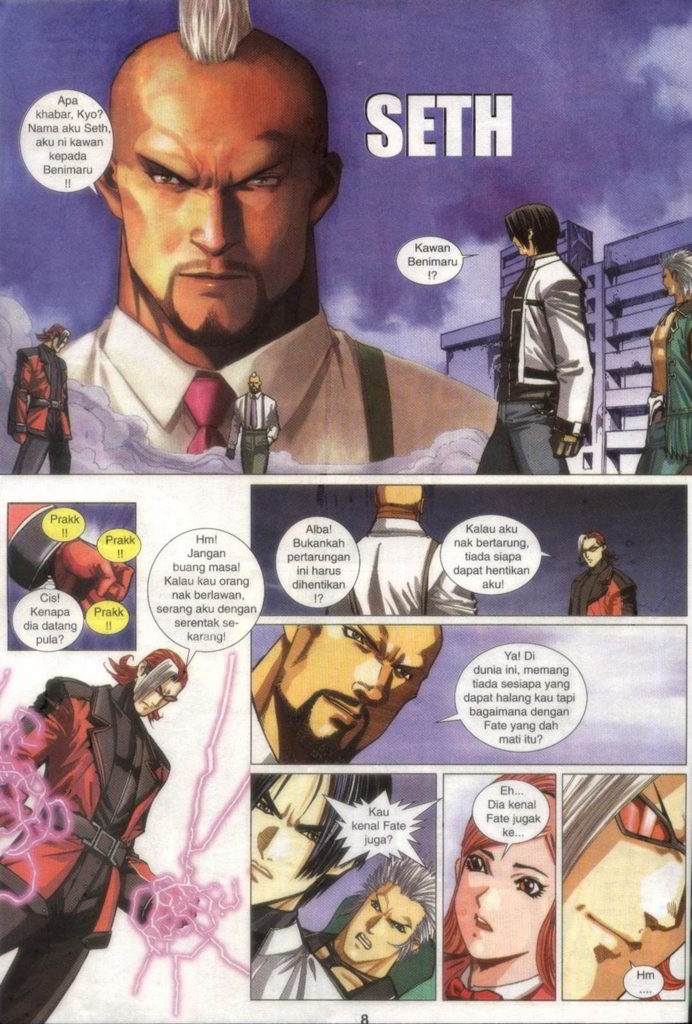 Apa
khabar, Kyo?
Nama aku Seth,
aku ni kawan
kepada
Benimaru
!!
SETH
Kawan
Benimaru
!?
Prakk
!!
Prakk
!!
Cis!
Kenapa
dia datang
pula?
Prakk
!!
Hm!
Jangan
buang masa!
Kalau kau orang
nak berlawan,
serang aku dengan
serentak se-
karang!
Alba!
Bukankah
pertarungan
ini harus
dihentikan
!?
Kalau aku
nak bertarung,
tiada siapa
dapat hentikan
aku!
Ya! Di
dunia ini, memang
tiada sesiapa yang
dapat halang kau tapi
bagaimana dengan
Fate yang dah
mati itu?
Kau
kenal Fate
juga?
Eh...
Dia kenal
Fate jugak
ke...
Hm
....
8